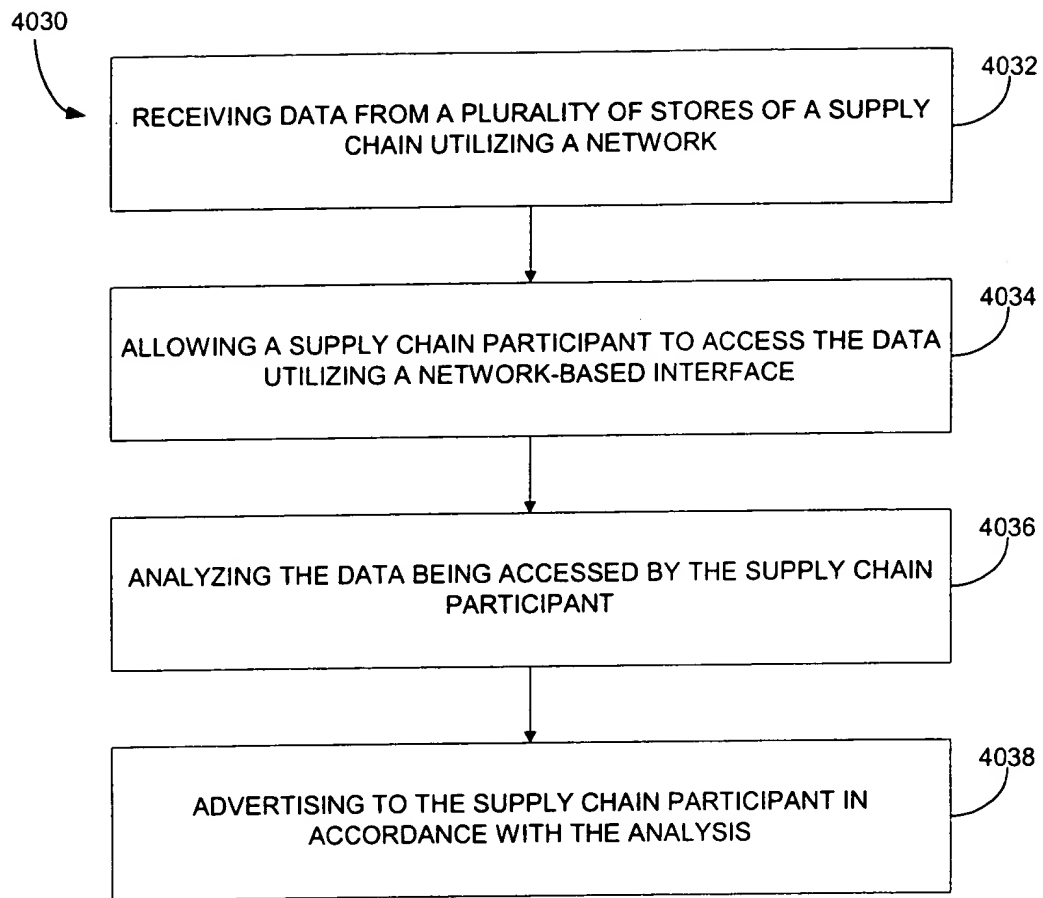 4030
4032
RECEIVING DATA FROM A PLURALITY OF STORES OF A SUPPLY
CHAIN UTILIZING A NETWORK
4034
ALLOWING A SUPPLY CHAIN PARTICIPANT TO ACCESS THE DATA
UTILIZING A NETWORK-BASED INTERFACE
4036
ANALYZING THE DATA BEING ACCESSED BY THE SUPPLY CHAIN
PARTICIPANT
4038
ADVERTISING TO THE SUPPLY CHAIN PARTICIPANT IN
ACCORDANCE WITH THE ANALYSIS